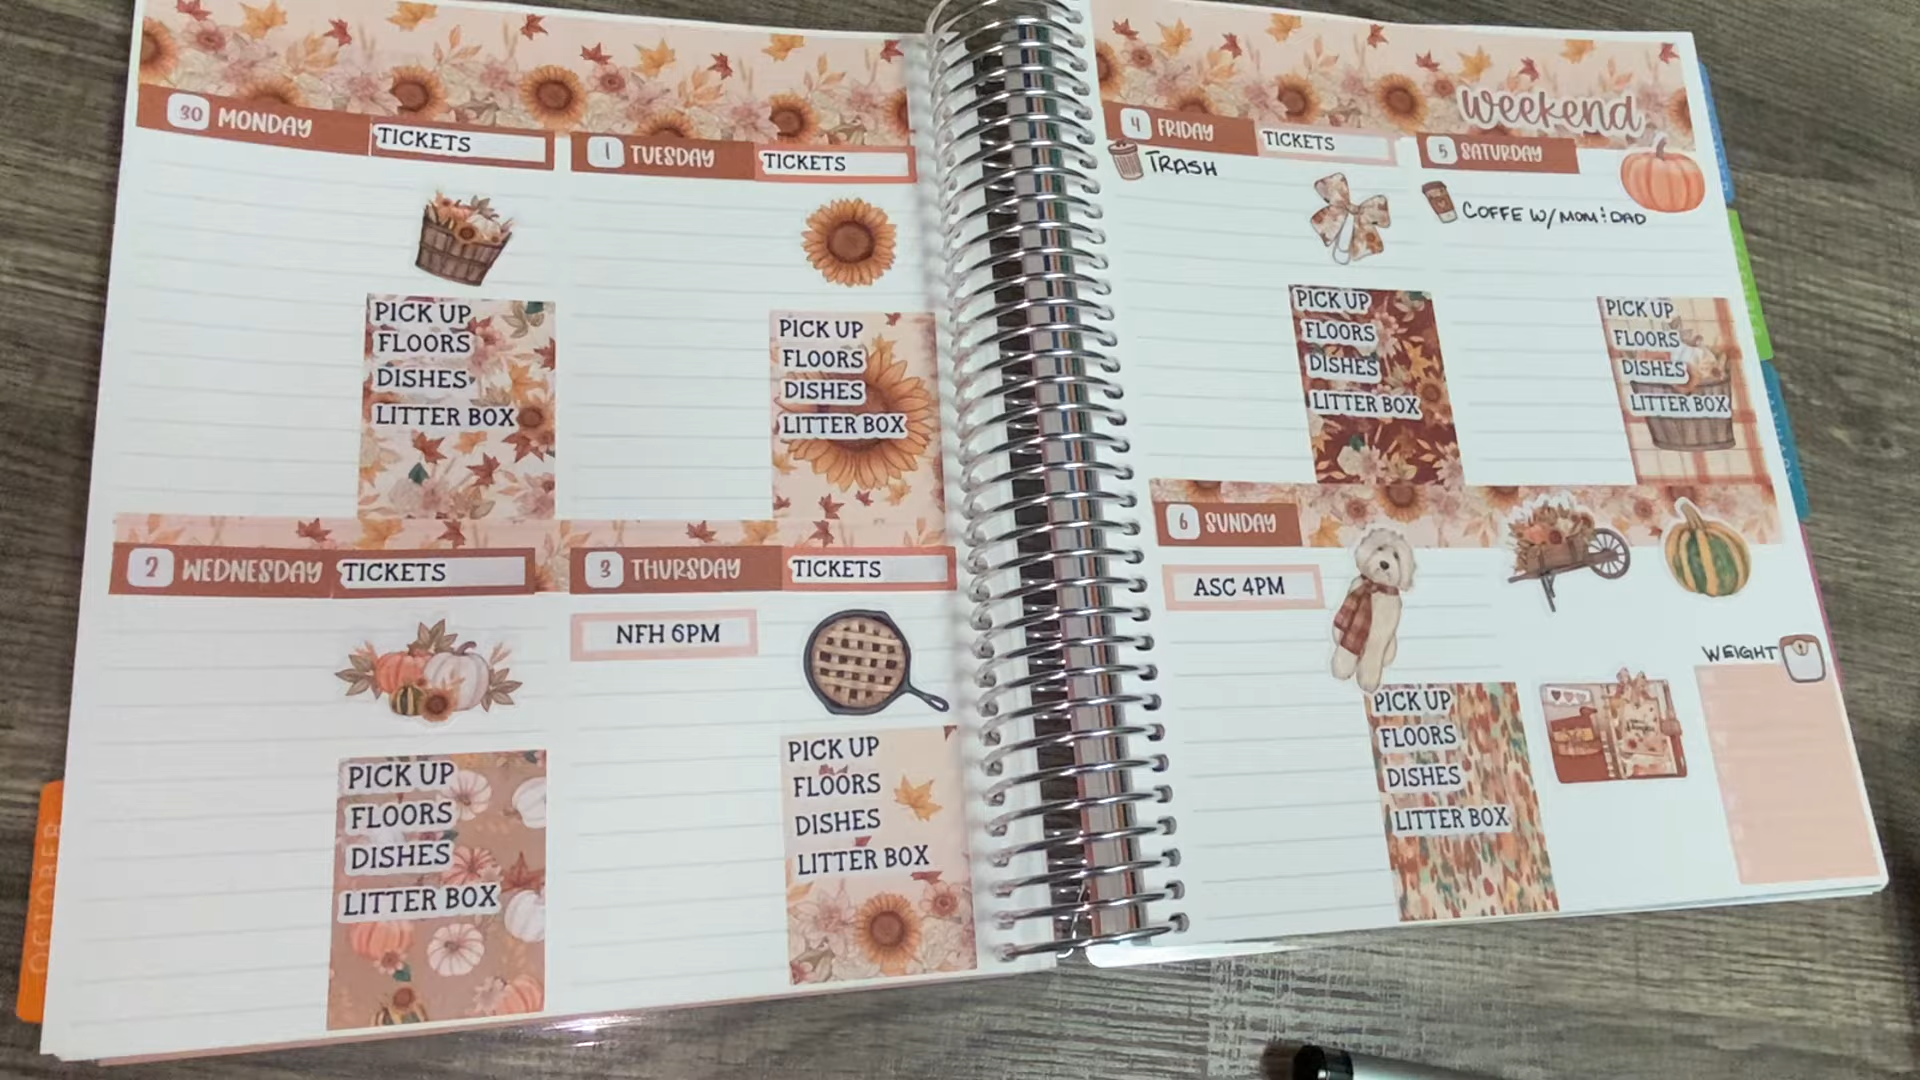 30 MONDAY
TICKETS
PICK UP
FLOORS
DISHES
LITTER BOX
1 TUESDAY
TICKETS
PICK UP
FLOORS
DISHES
LITTER BOX
2 WEDNESDAY
TICKETS
PICK UP
FLOORS
DISHES
LITTER BOX
3 THURSDAY
TICKETS
NFH 6PM
PICK UP
FLOORS
DISHES
LITTER BOX
OCTOBER
weekend
4 FRIDAY
TICKETS
TRASH
PICK UP
FLOORS
DISHES
LITTER BOX
5 SATURDAY
COFFE W/ MOM & DAD
PICK UP
FLOORS
DISHES
LITTER BOX
6 SUNDAY
ASC 4PM
PICK UP
FLOORS
DISHES
LITTER BOX
WEIGHT